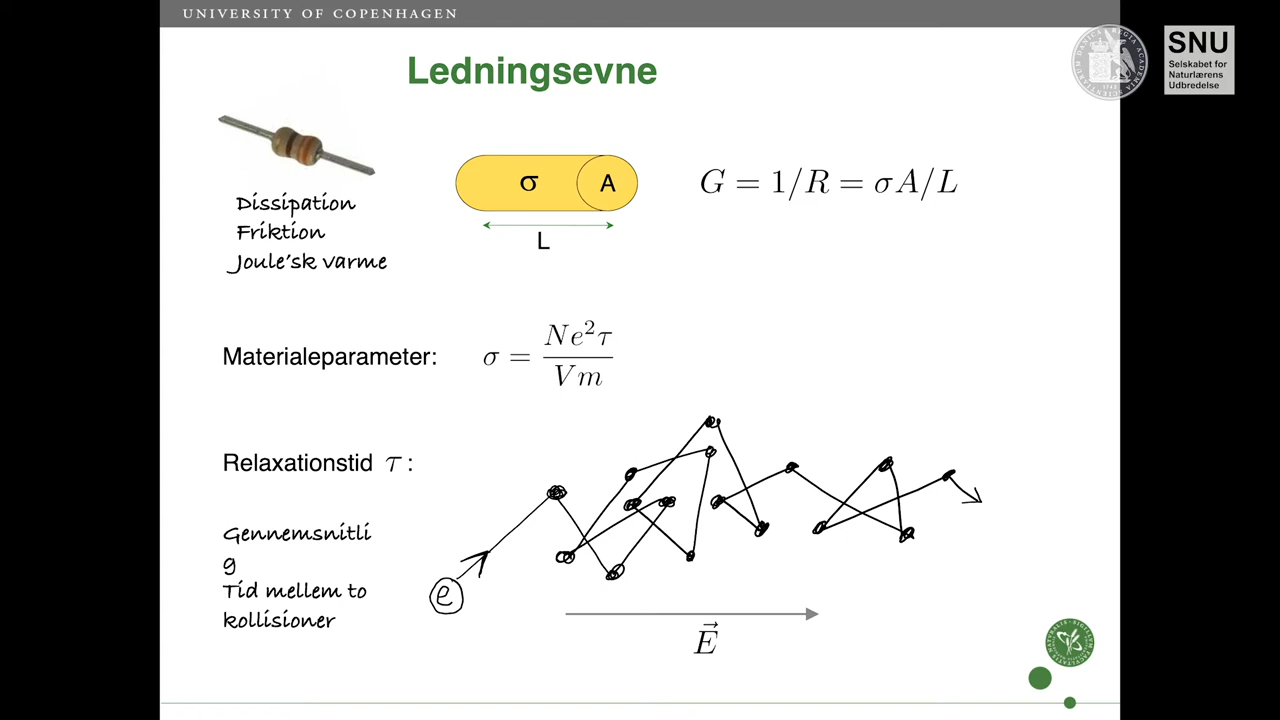 UNIVERSITY OF COPENHAGEN
SNU
Selskabet for
Naturlærens
Udbredelse
Ledningsevne
Dissipation
Friktion
Joule'sk varme
σ A
L
G = 1/R = σA/L
Materialeparameter: σ = Ne²τ / Vm
Relaxationstid τ :
Gennemsnitli
g
Tid mellem to
kollisioner
e
E⃗